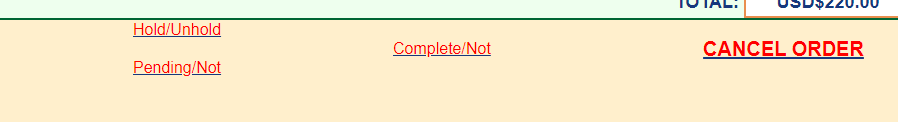 TOTAL: USD$220.00
Hold/Unhold
Complete/Not
CANCEL ORDER
Pending/Not